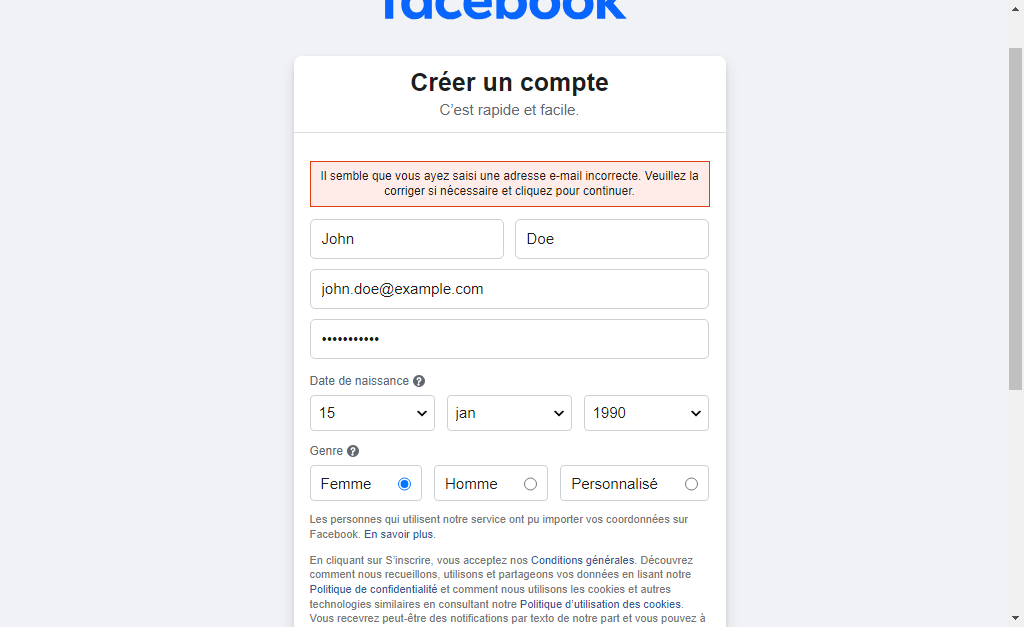 facebook
Créer un compte
C'est rapide et facile.
Il semble que vous ayez saisi une adresse e-mail incorrecte. Veuillez la
corriger si nécessaire et cliquez pour continuer.
John
Doe
john.doe@example.com
•••••••••••
Date de naissance ?
15
jan
1990
Genre ?
Femme
Homme
Personnalisé
Les personnes qui utilisent notre service ont pu importer vos coordonnées sur
Facebook. En savoir plus.
En cliquant sur S’inscrire, vous acceptez nos Conditions générales. Découvrez
comment nous recueillons, utilisons et partageons vos données en lisant notre
Politique de confidentialité et comment nous utilisons les cookies et autres
technologies similaires en consultant notre Politique d’utilisation des cookies.
Vous recevrez peut-être des notifications par texto de notre part et vous pouvez à